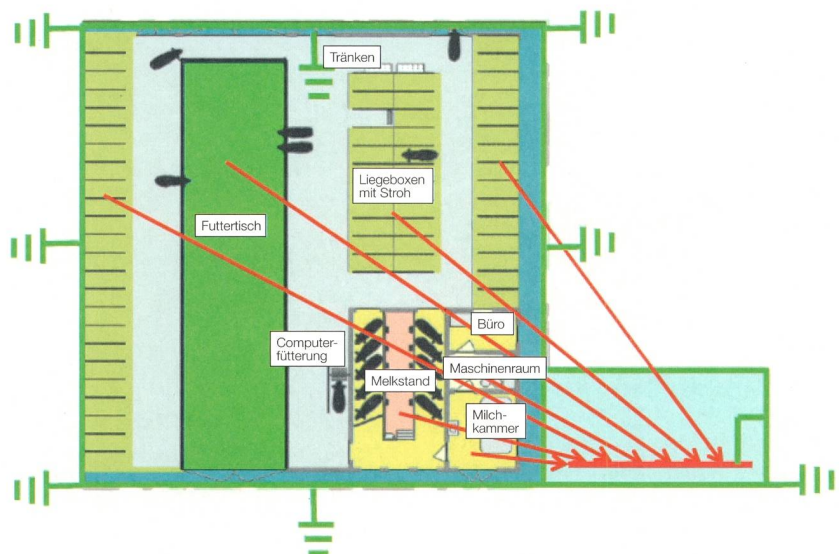 Tränken
Liegeboxen
mit Stroh
Futtertisch
Büro
Computer-
fütterung
Maschinenraum
Melkstand
Milch-
kammer